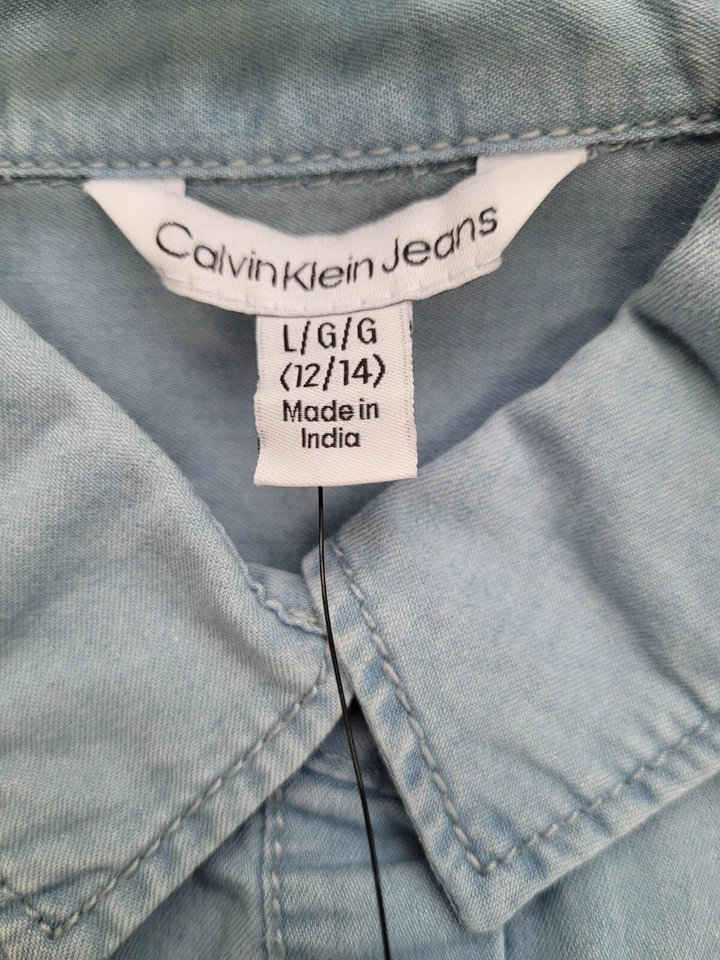 Calvin Klein Jeans
L/G/G
(12/14)
Made in
India